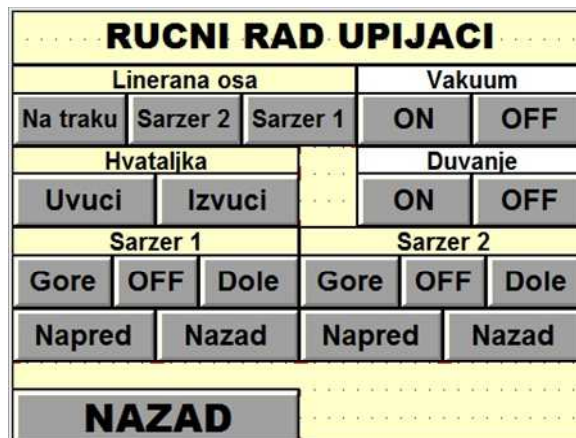 RUCNI RAD UPIJACI
Linerana osa Vakuum
Na traku Sarzer 2 Sarzer 1 ON OFF
Hvataljka Duvanje
Uvuci Izvuci ON OFF
Sarzer 1 Sarzer 2
Gore OFF Dole Gore OFF Dole
Napred Nazad Napred Nazad
NAZAD